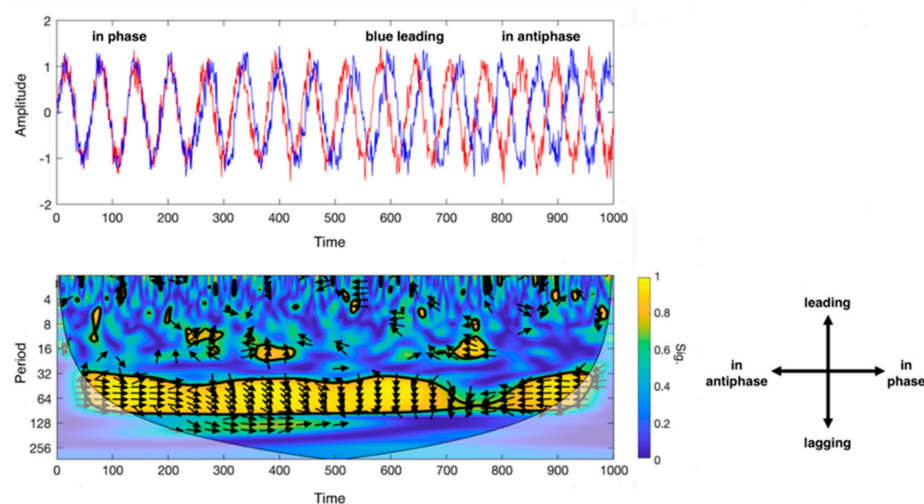 in phase blue leading in antiphase
2
1
0
-1
-2
Amplitude
0 100 200 300 400 500 600 700 800 900 1000
Time
4
8
16
32
64
128
256
Period
0 100 200 300 400 500 600 700 800 900 1000
Time
1
0.8
0.6
0.4
0.2
0
Sig.
leading
in
antiphase
in
phase
lagging